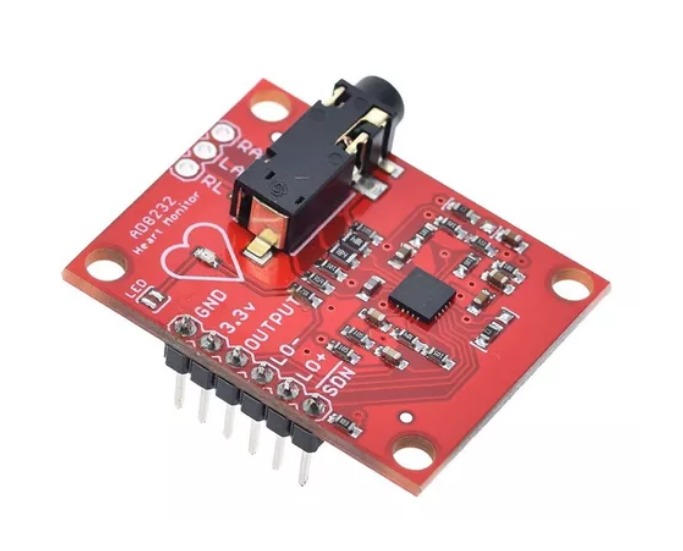 RA
LA
RL
AD8232
Heart Monitor
LED
GND
3.3v
OUTPUT
LO-
LO+
SDN